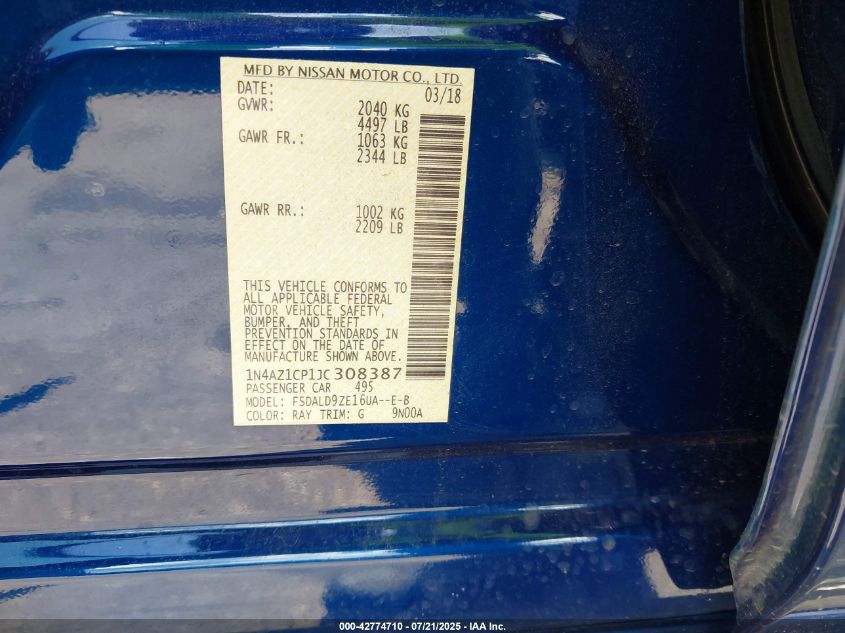 MFD BY NISSAN MOTOR CO., LTD.
DATE: 03/18
GVWR: 2040 KG
4497 LB
GAWR FR.: 1063 KG
2344 LB
GAWR RR.: 1002 KG
2209 LB
THIS VEHICLE CONFORMS TO
ALL APPLICABLE FEDERAL
MOTOR VEHICLE SAFETY,
BUMPER, AND THEFT
PREVENTION STANDARDS IN
EFFECT ON THE DATE OF
MANUFACTURE SHOWN ABOVE.
1N4AZ1CP1JC308387
PASSENGER CAR 495
MODEL: FSDALD9ZE16UA--E-B
COLOR: RAY TRIM: G 9N00A
000-42774710 - 07/21/2025 - IAA Inc.